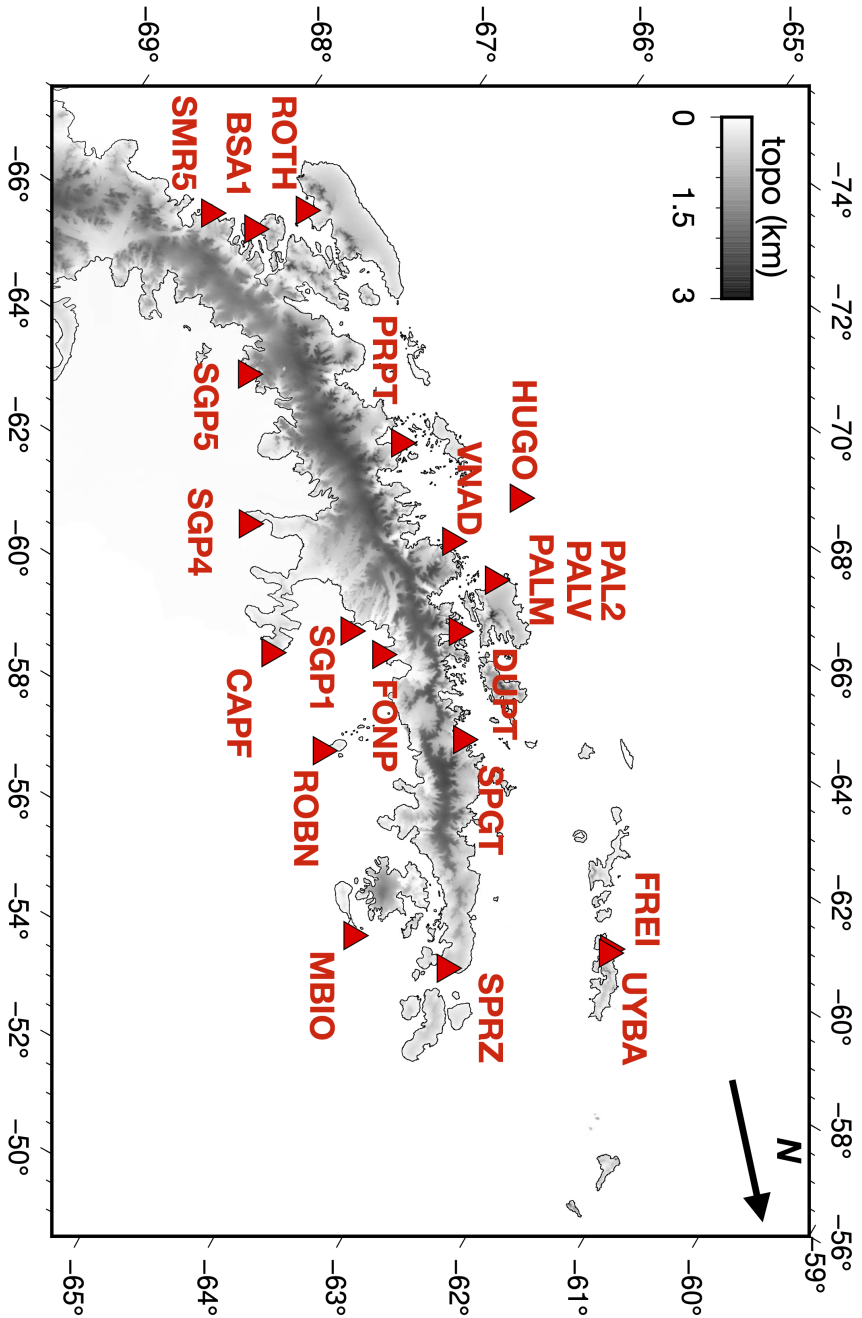 −74° −72° −70° −68° −66° −64° −62° −60° −58° −56°
−59°
−65°
−66°
−67°
−68°
−69°
topo (km)
0 1.5 3
N
FREI
UYBA
PAL2
PALV
PALM
HUGO
VNAD
DUPT
SPGT
SPRZ
PRPT
FONP
ROTH
BSA1
SMR5
SGP1
ROBN
MBIO
CAPF
SGP5
SGP4
−60°
−61°
−62°
−63°
−64°
−65°
−66° −64° −62° −60° −58° −56° −54° −52° −50°